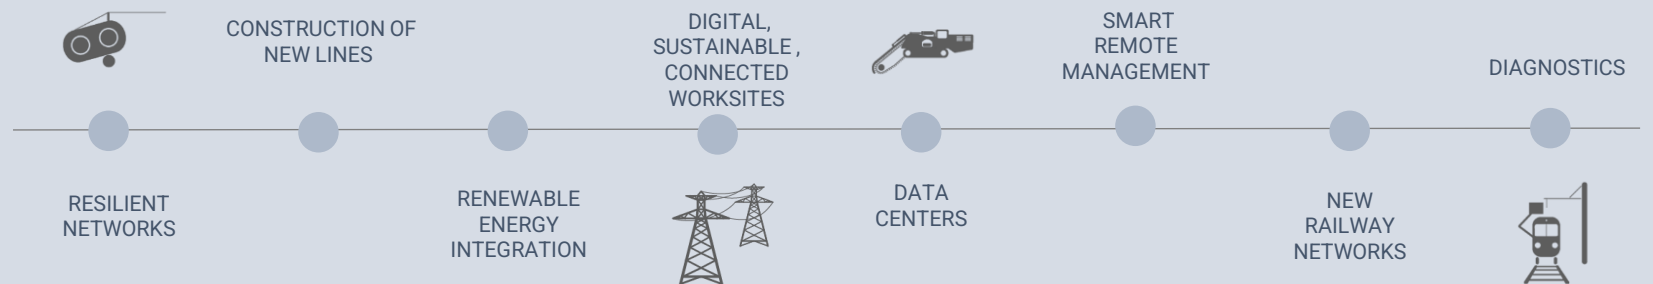 RESILIENT
NETWORKS
CONSTRUCTION OF
NEW LINES
RENEWABLE
ENERGY
INTEGRATION
DIGITAL,
SUSTAINABLE ,
CONNECTED
WORKSITES
DATA
CENTERS
SMART
REMOTE
MANAGEMENT
NEW
RAILWAY
NETWORKS
DIAGNOSTICS